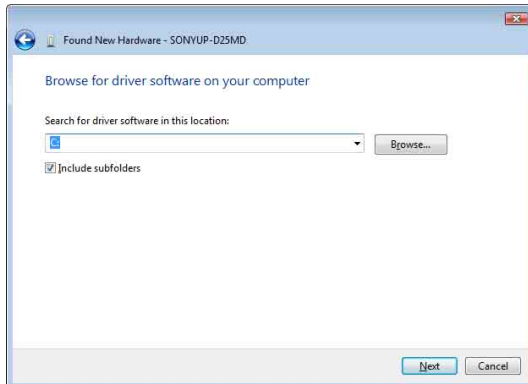 Found New Hardware - SONYUP-D25MD
Browse for driver software on your computer
Search for driver software in this location:
C:
Browse...
Include subfolders
Next
Cancel